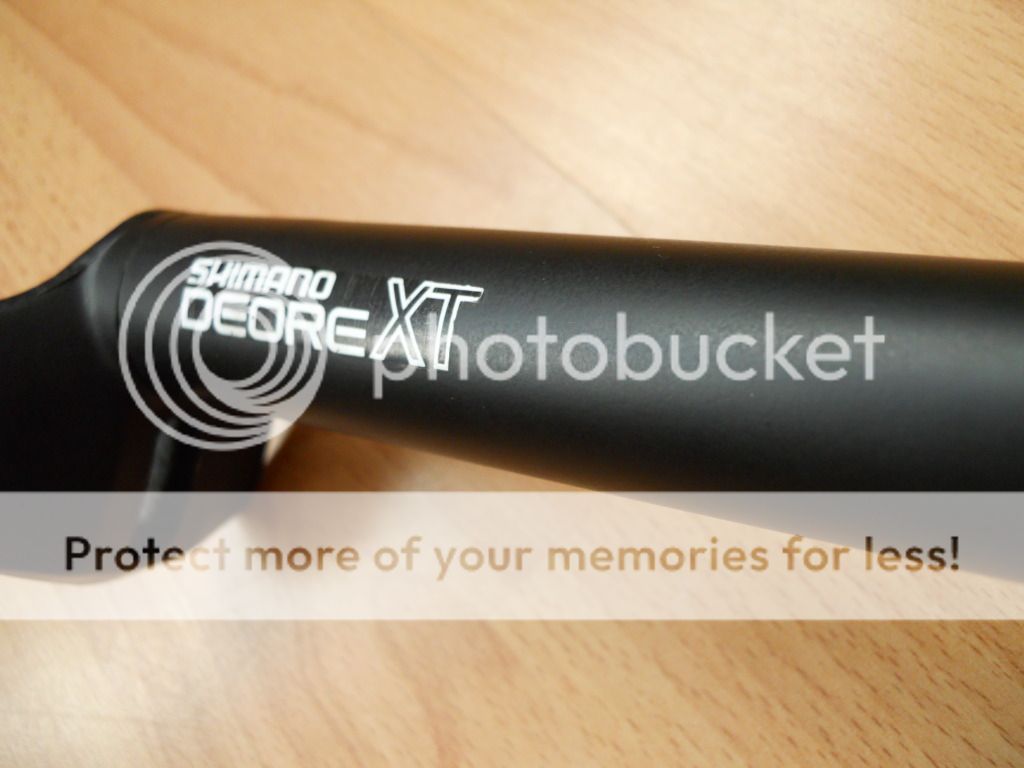 SHIMANO
DEORE XT
photobucket
Protect more of your memories for less!